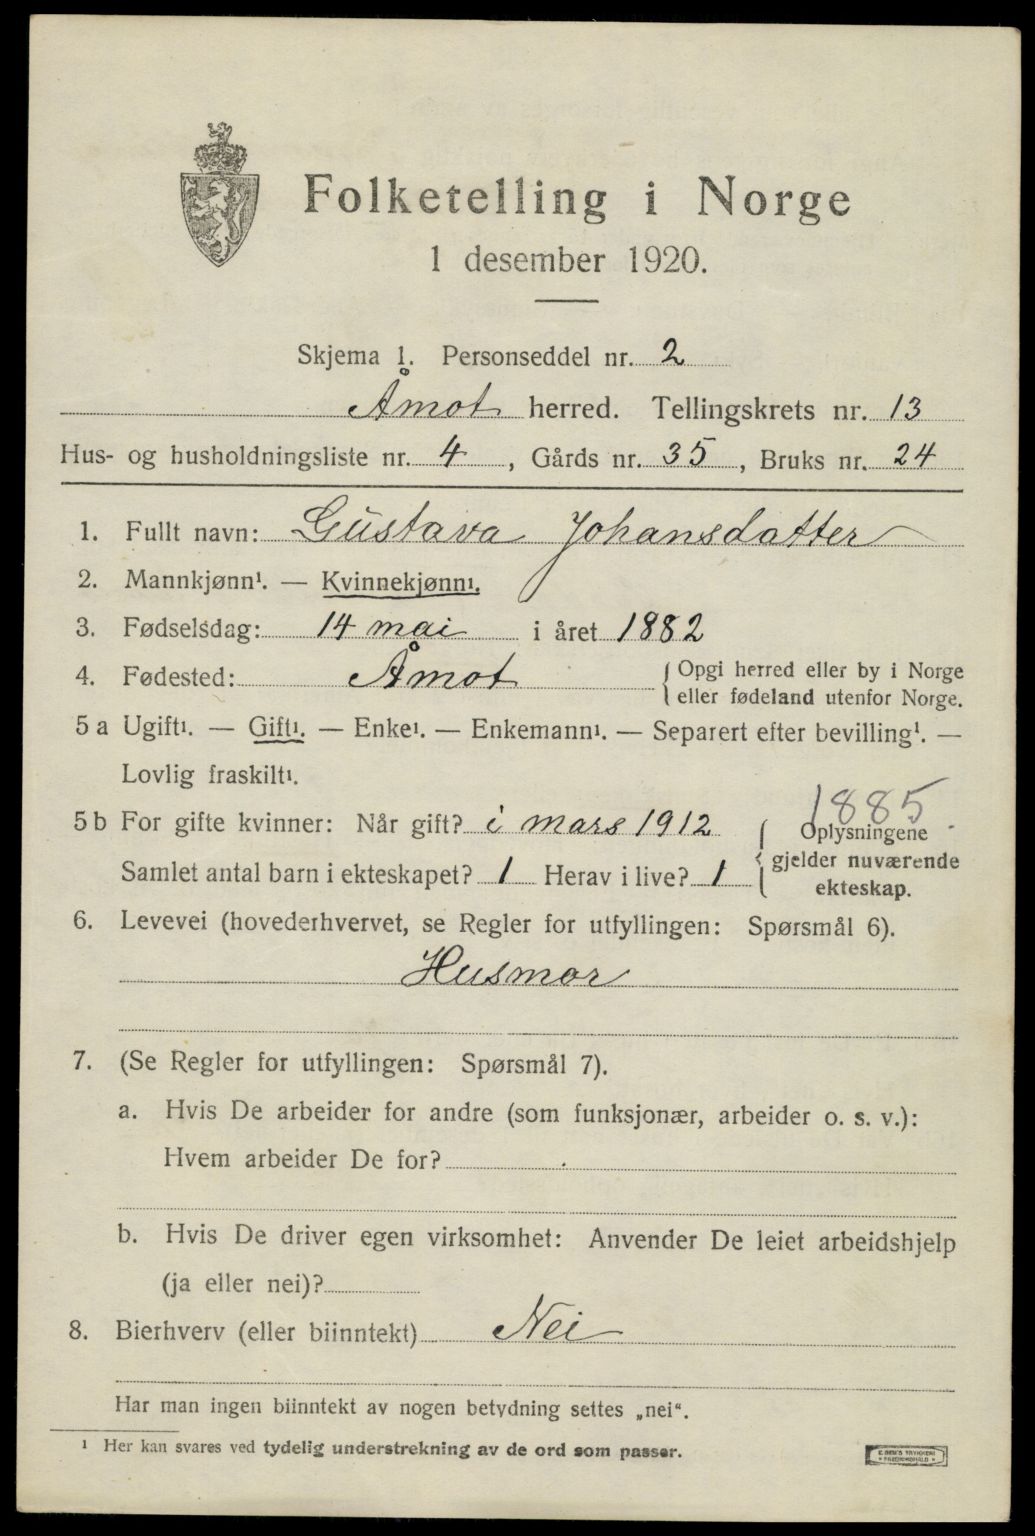 Folketelling i Norge
1 desember 1920.
Skjema 1. Personseddel nr. 2
Åmot herred. Tellingskrets nr. 13
Hus- og husholdningsliste nr. 4, Gårds nr. 35, Bruks nr. 24
1. Fullt navn: Gustava Johansdatter
2. Mannkjønn¹. — Kvinnekjønn¹.
3. Fødselsdag: 14 mai i året 1882
4. Fødested: Åmot { Opgi herred eller by i Norge
eller fødeland utenfor Norge.
5 a Ugift¹. — Gift¹. — Enke¹. — Enkemann¹. — Separert efter bevilling¹. —
Lovlig fraskilt¹.
1885
5 b For gifte kvinner: Når gift? i mars 1912 { Oplysningene
gjelder nuværende
ekteskap.
Samlet antal barn i ekteskapet? 1 Herav i live? 1
6. Levevei (hovederhvervet, se Regler for utfyllingen: Spørsmål 6).
Husmor
7. (Se Regler for utfyllingen: Spørsmål 7).
a. Hvis De arbeider for andre (som funksjonær, arbeider o. s. v.):
Hvem arbeider De for?
b. Hvis De driver egen virksomhet: Anvender De leiet arbeidshjelp
(ja eller nei)?
8. Bierhverv (eller biinntekt) Nei
Har man ingen biinntekt av nogen betydning settes „nei“.
¹ Her kan svares ved tydelig understrekning av de ord som passer.